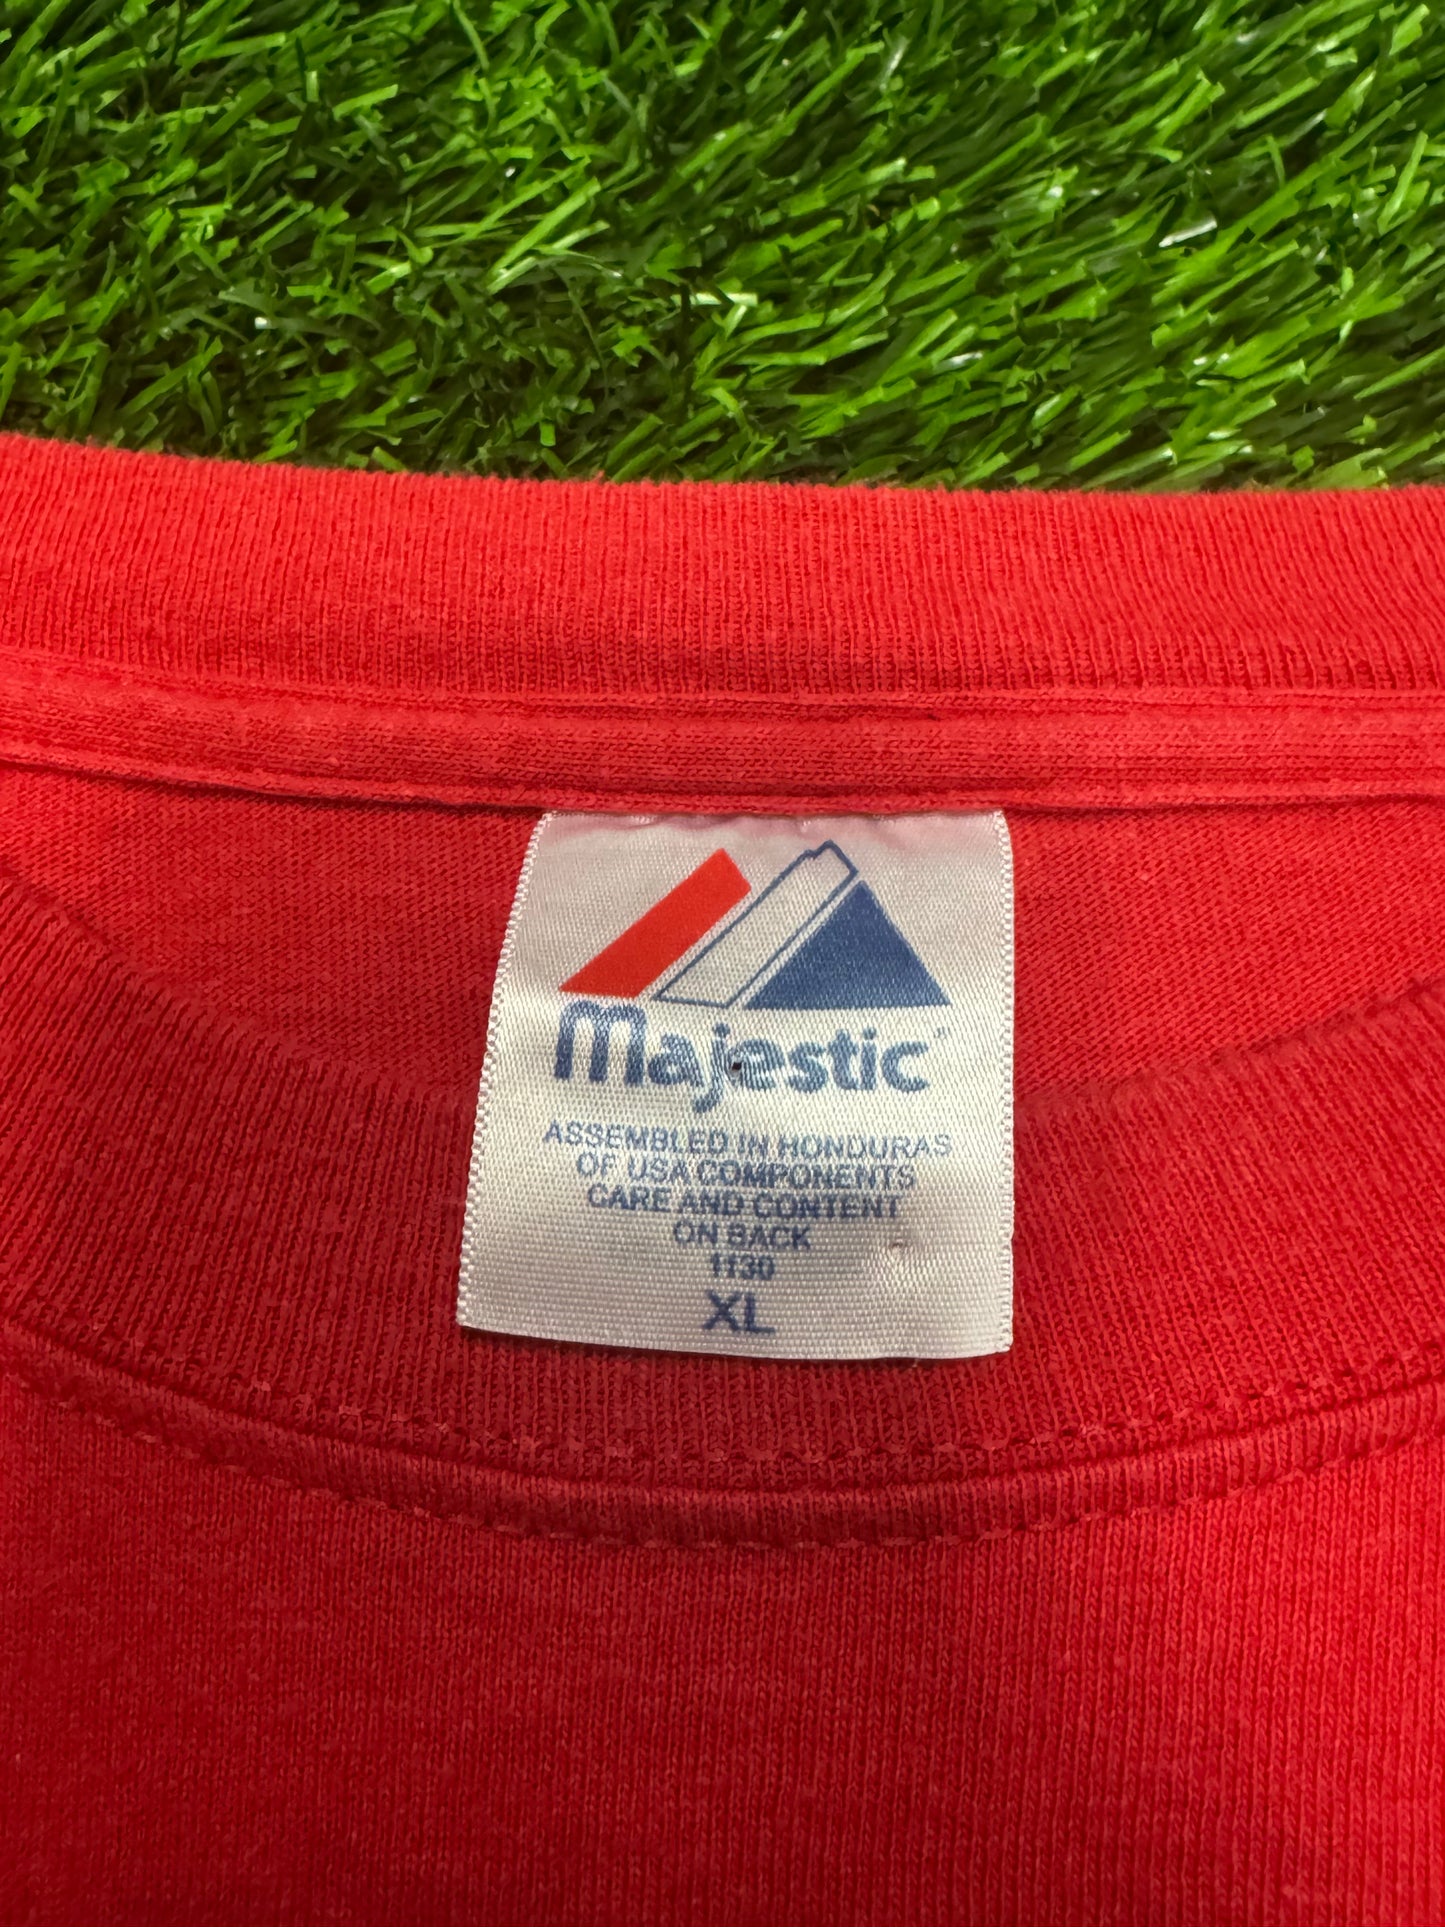 Majestic
ASSEMBLED IN HONDURAS
OF USA COMPONENTS
CARE AND CONTENT
ON BACK
1130
XL